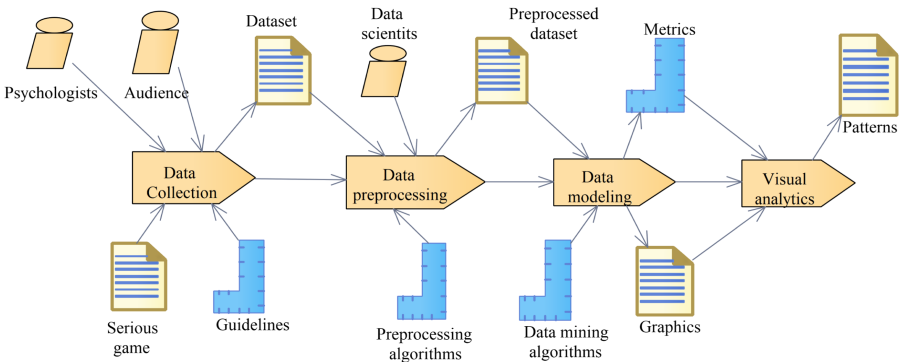 Dataset
Data
scientits
Preprocessed
dataset
Metrics
Psychologists
Audience
Patterns
Data
Collection
Data
preprocessing
Data
modeling
Visual
analytics
Serious
game
Guidelines
Preprocessing
algorithms
Data mining
algorithms
Graphics